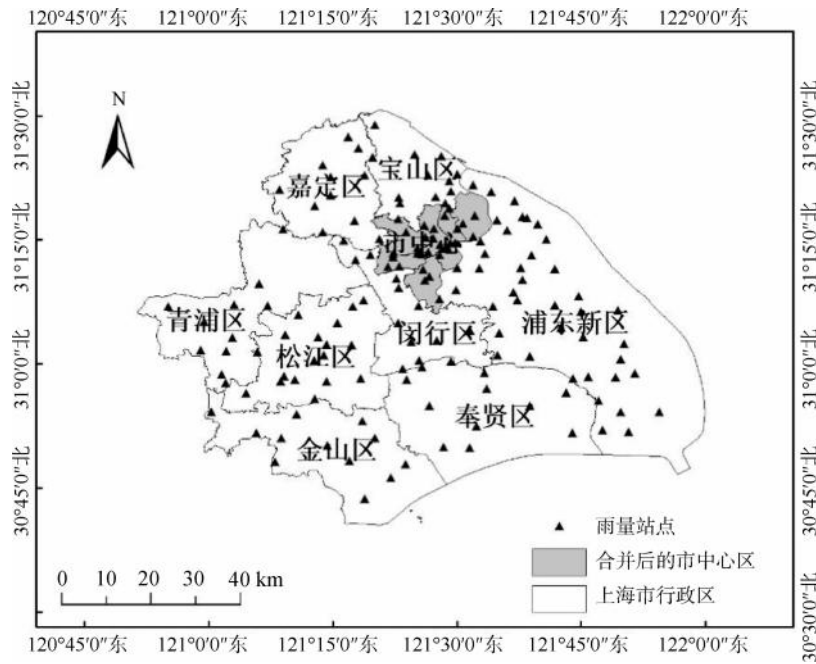 120°45′0″东 121°0′0″东 121°15′0″东 121°30′0″东 121°45′0″东 122°0′0″东
31°30′0″北
31°30′0″北
31°15′0″北
31°15′0″北
31°0′0″北
31°0′0″北
30°45′0″北
30°45′0″北
30°30′0″北
N
宝山区
嘉定区
市中心
青浦区
闵行区
浦东新区
松江区
奉贤区
金山区
雨量站点
合并后的市中心区
上海市行政区
0 10 20 30 40 km
120°45′0″东 121°0′0″东 121°15′0″东 121°30′0″东 121°45′0″东 122°0′0″东